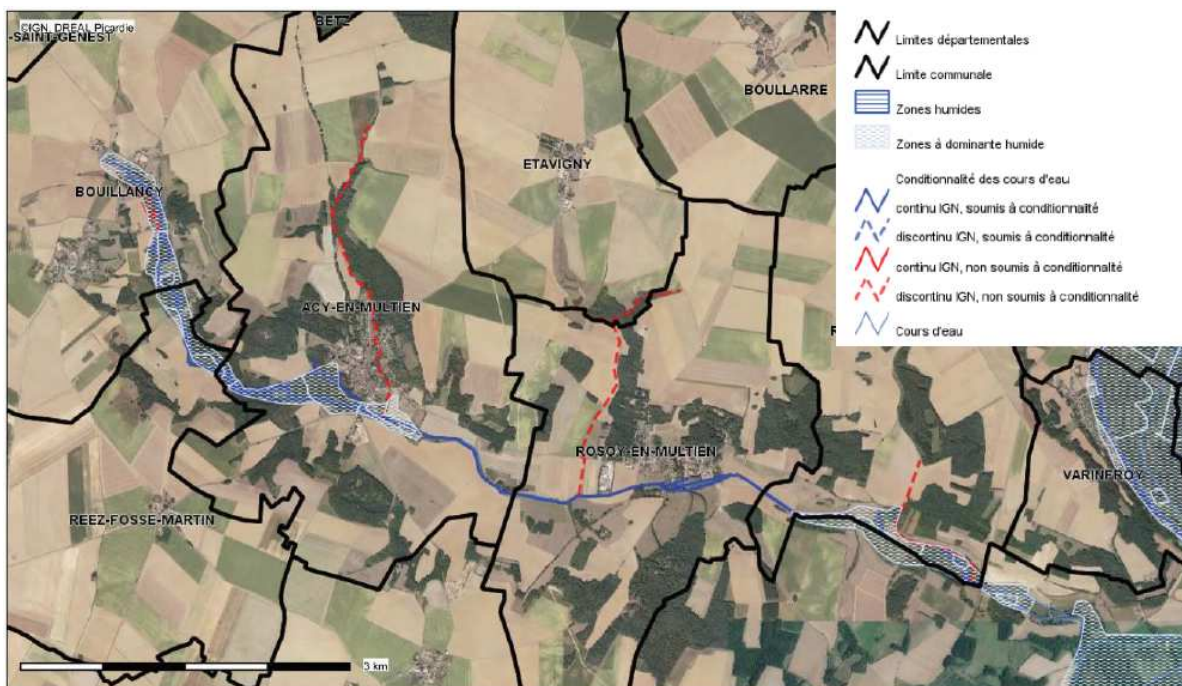 ©IGN, DREAL Picardie
BETZ
-SAINT-GENEST
BOULLARRE
ETAVIGNY
BOUILLANCY
ACY-EN-MULTIEN
R
ROSOY-EN-MULTIEN
VARINFROY
REEZ-FOSSE-MARTIN
3 km
Limites départementales
Limite communale
Zones humides
Zones à dominante humide
Conditionnalité des cours d'eau
continu IGN, soumis à conditionnalité
discontinu IGN, soumis à conditionnalité
continu IGN, non soumis à conditionnalité
discontinu IGN, non soumis à conditionnalité
Cours d'eau